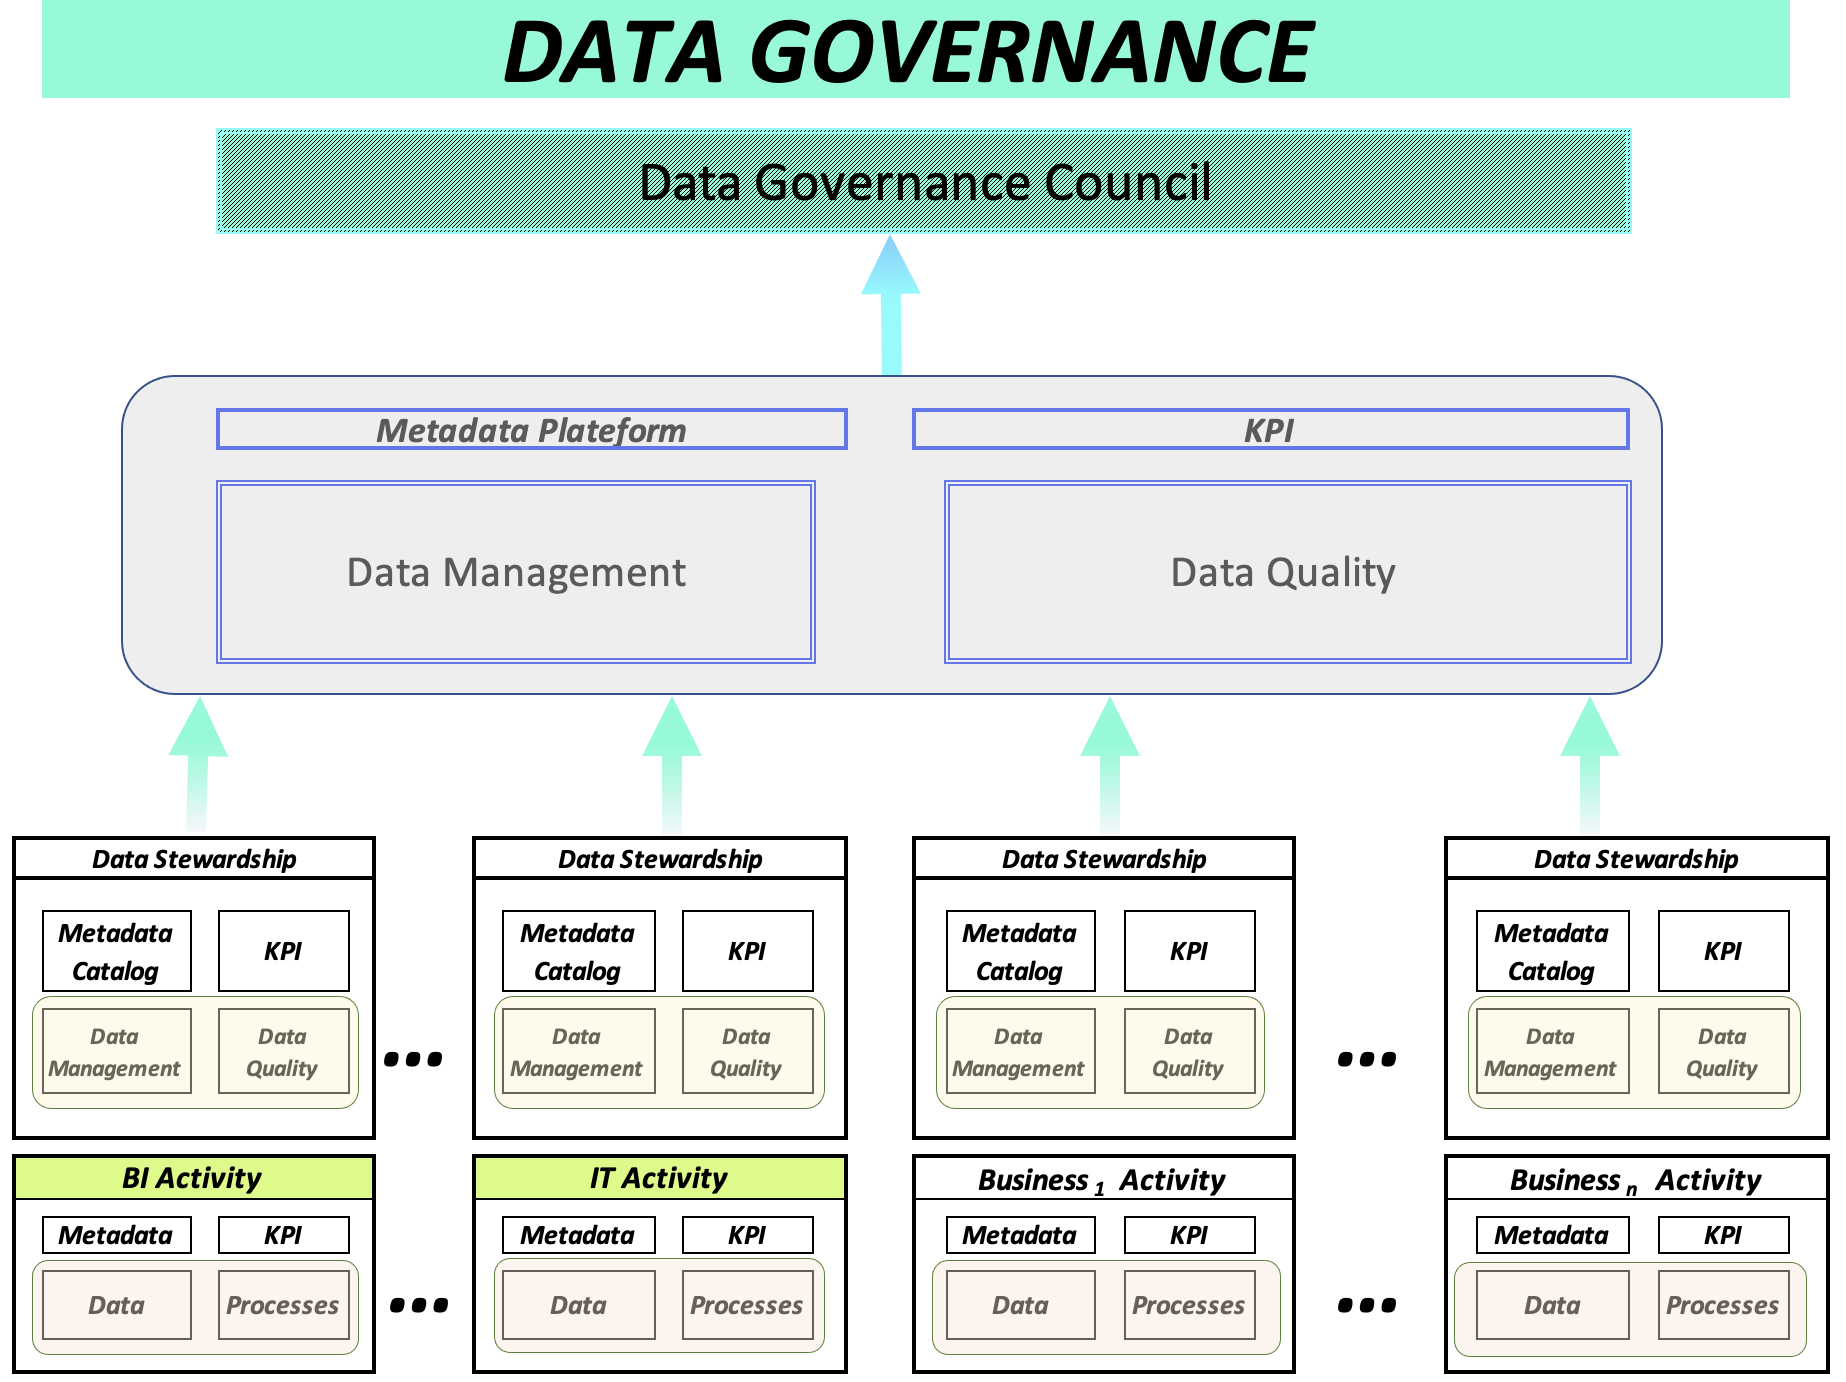 DATA GOVERNANCE
Data Governance Council
Metadata Plateform
KPI
Data Management
Data Quality
Data Stewardship
Metadata
Catalog
KPI
Data
Management
Data
Quality
...
Data Stewardship
Metadata
Catalog
KPI
Data
Management
Data
Quality
Data Stewardship
Metadata
Catalog
KPI
Data
Management
Data
Quality
...
Data Stewardship
Metadata
Catalog
KPI
Data
Management
Data
Quality
BI Activity
Metadata
KPI
Data
Processes
...
IT Activity
Metadata
KPI
Data
Processes
Business 1 Activity
Metadata
KPI
Data
Processes
...
Business n Activity
Metadata
KPI
Data
Processes